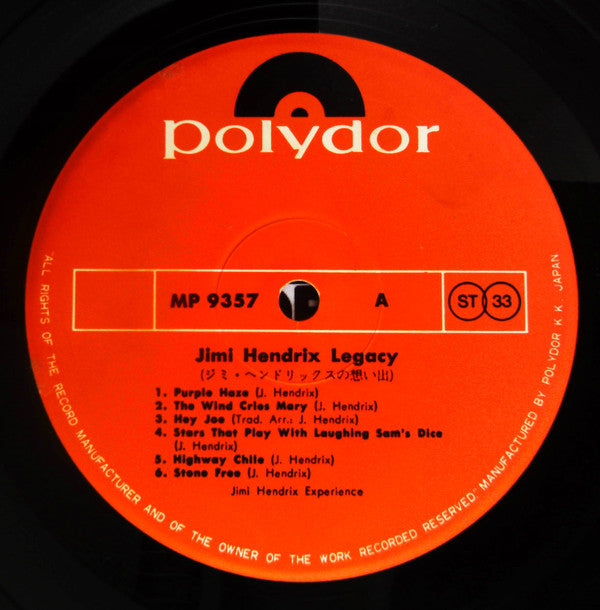 polydor
MP 9357 A ST 33
Jimi Hendrix Legacy
(ジミ・ヘンドリックスの想い出)
1. Purple Haze (J. Hendrix)
2. The Wind Cries Mary (J. Hendrix)
3. Hey Joe (Trad. Arr.: J. Hendrix)
4. Stars That Play With Laughing Sam's Dice
(J. Hendrix)
5. Highway Chile (J. Hendrix)
6. Stone Free (J. Hendrix)
Jimi Hendrix Experience
"ALL RIGHTS OF THE RECORD MANUFACTURER AND OF THE OWNER OF THE WORK RECORDED RESERVED" MANUFACTURED BY POLYDOR K. K. JAPAN